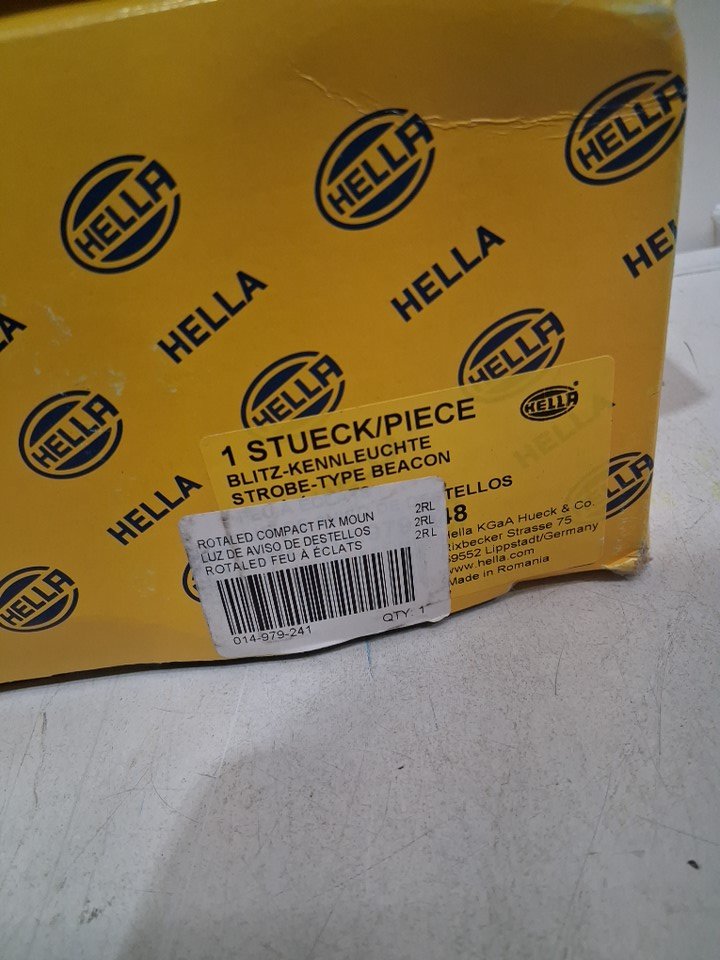 HELLA
HELLA
HELLA
HELLA
HELLA
HELLA
HELLA
HELLA
HELLA
HELLA
1 STUECK/PIECE
BLITZ-KENNLEUCHTE
STROBE-TYPE BEACON
HELLA
ROTALED COMPACT FIX MOUN 2RL
LUZ DE AVISO DE DESTELLOS 2RL
ROTALED FEU À ÉCLATS 2RL
014-979-241
QTY: 1
48
Hella KGaA Hueck & Co.
Rixbecker Strasse 75
59552 Lippstadt/Germany
www.hella.com
Made in Romania
HELLA